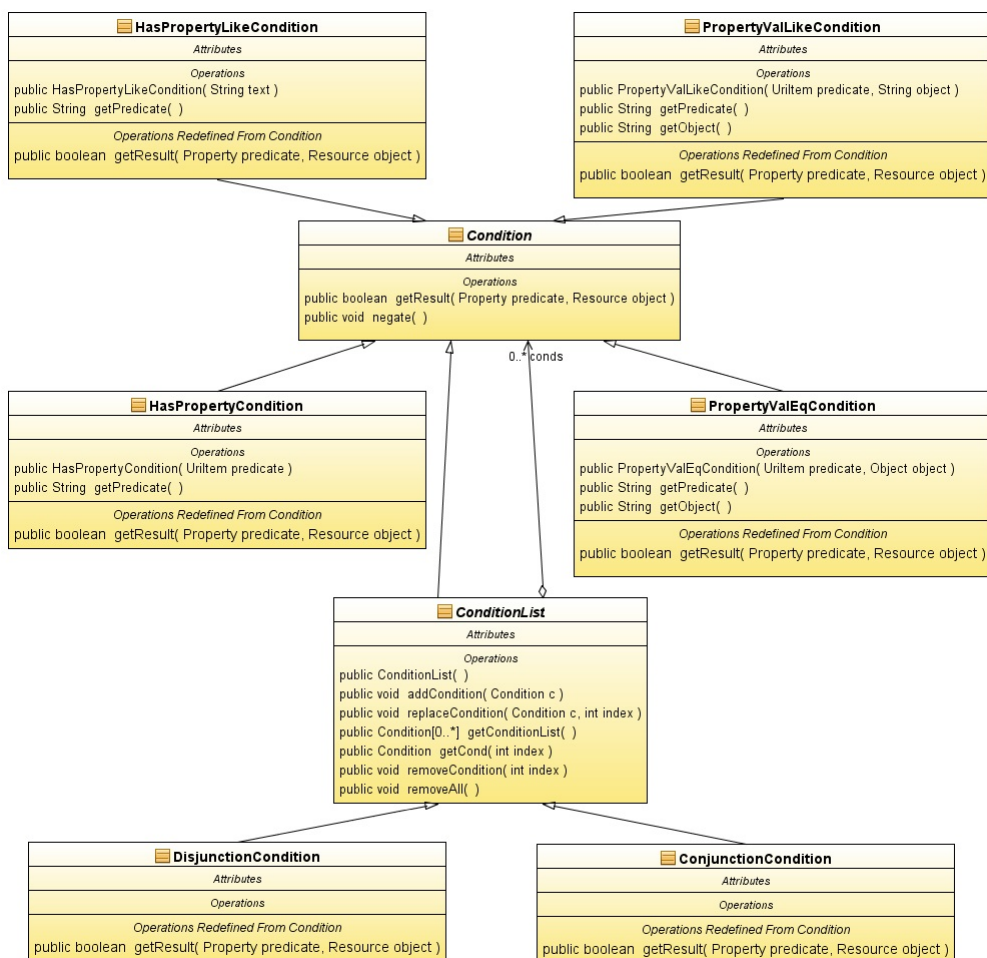 HasPropertyLikeCondition
Attributes
Operations
public HasPropertyLikeCondition( String text )
public String getPredicate( )
Operations Redefined From Condition
public boolean getResult( Property predicate, Resource object )
PropertyValLikeCondition
Attributes
Operations
public PropertyValLikeCondition( UriItem predicate, String object )
public String getPredicate( )
public String getObject( )
Operations Redefined From Condition
public boolean getResult( Property predicate, Resource object )
Condition
Attributes
Operations
public boolean getResult( Property predicate, Resource object )
public void negate( )
0..* conds
HasPropertyCondition
Attributes
Operations
public HasPropertyCondition( UriItem predicate )
public String getPredicate( )
Operations Redefined From Condition
public boolean getResult( Property predicate, Resource object )
PropertyValEqCondition
Attributes
Operations
public PropertyValEqCondition( UriItem predicate, Object object )
public String getPredicate( )
public String getObject( )
Operations Redefined From Condition
public boolean getResult( Property predicate, Resource object )
ConditionList
Attributes
Operations
public ConditionList( )
public void addCondition( Condition c )
public void replaceCondition( Condition c, int index )
public Condition[0..*] getConditionList( )
public Condition getCond( int index )
public void removeCondition( int index )
public void removeAll( )
DisjunctionCondition
Attributes
Operations
Operations Redefined From Condition
public boolean getResult( Property predicate, Resource object )
ConjunctionCondition
Attributes
Operations
Operations Redefined From Condition
public boolean getResult( Property predicate, Resource object )